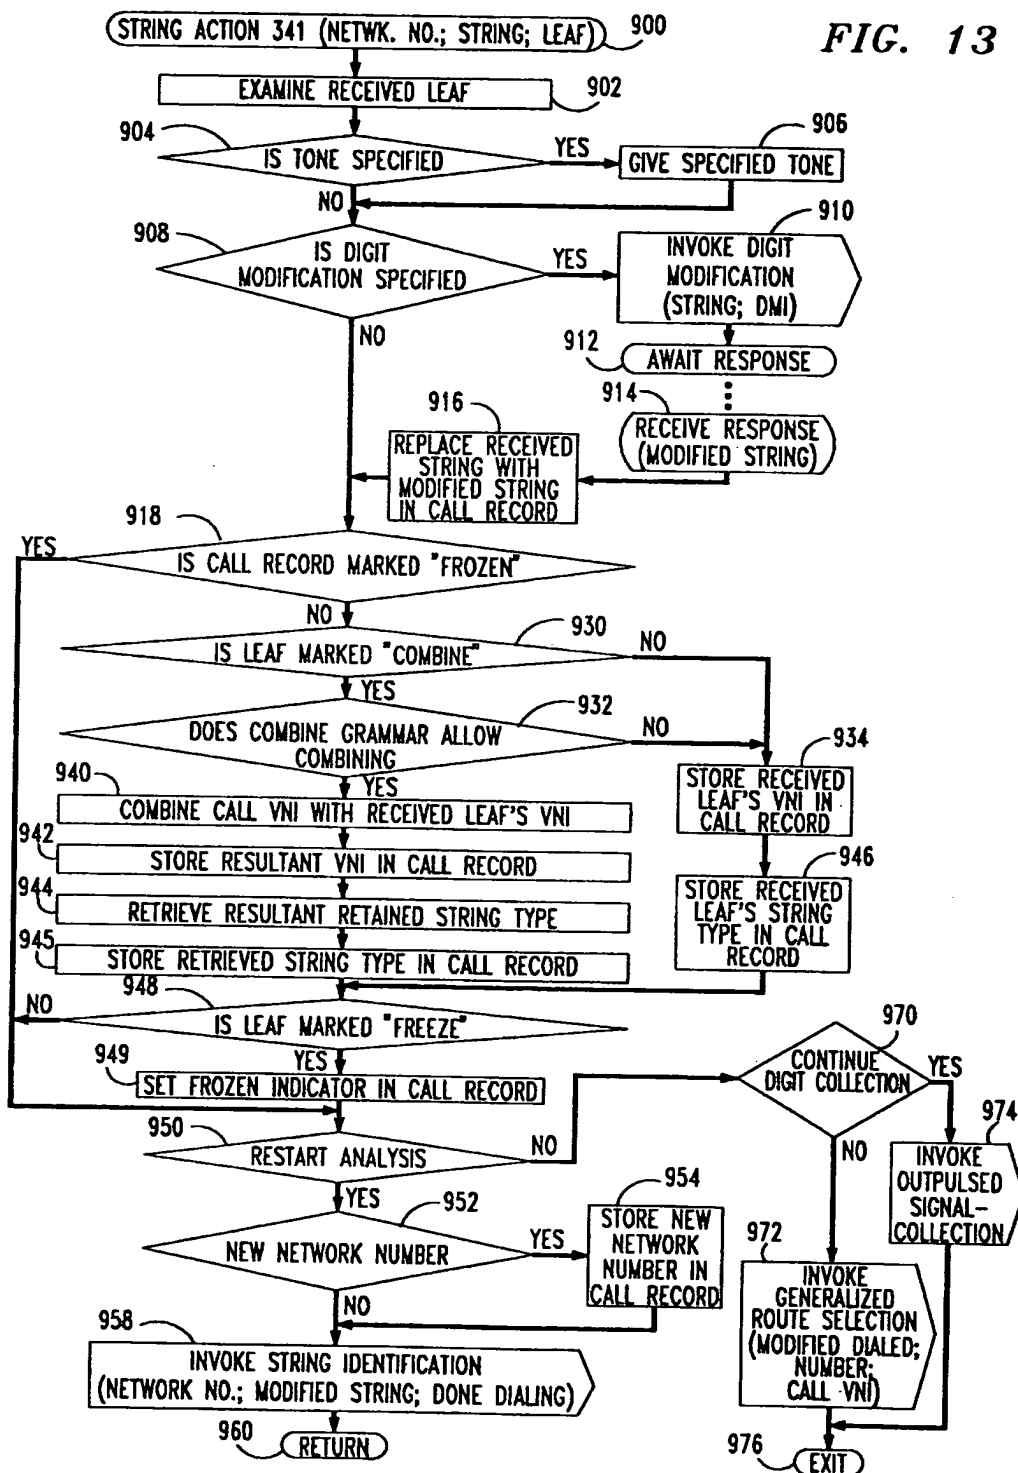 STRING ACTION 341 (NETWK. NO.; STRING; LEAF)
900
FIG. 13
EXAMINE RECEIVED LEAF
902
904
IS TONE SPECIFIED
YES
906
GIVE SPECIFIED TONE
NO
908
IS DIGIT
MODIFICATION SPECIFIED
YES
910
INVOKE DIGIT
MODIFICATION
(STRING; DMI)
NO
912
AWAIT RESPONSE
914
RECEIVE RESPONSE
(MODIFIED STRING)
916
REPLACE RECEIVED
STRING WITH
MODIFIED STRING
IN CALL RECORD
918
YES
IS CALL RECORD MARKED "FROZEN"
NO
930
IS LEAF MARKED "COMBINE"
NO
YES
932
DOES COMBINE GRAMMAR ALLOW
COMBINING
NO
934
STORE RECEIVED
LEAF'S VNI IN
CALL RECORD
940
YES
COMBINE CALL VNI WITH RECEIVED LEAF'S VNI
942
STORE RESULTANT VNI IN CALL RECORD
944
RETRIEVE RESULTANT RETAINED STRING TYPE
945
STORE RETRIEVED STRING TYPE IN CALL RECORD
946
STORE RECEIVED
LEAF'S STRING
TYPE IN CALL
RECORD
948
NO
IS LEAF MARKED "FREEZE"
YES
949
SET FROZEN INDICATOR IN CALL RECORD
970
CONTINUE
DIGIT COLLECTION
YES
974
INVOKE
OUTPULSED
SIGNAL-
COLLECTION
NO
950
RESTART ANALYSIS
NO
YES
952
NEW NETWORK NUMBER
YES
954
STORE NEW
NETWORK
NUMBER IN
CALL RECORD
972
INVOKE
GENERALIZED
ROUTE SELECTION
(MODIFIED DIALED;
NUMBER;
CALL VNI)
NO
958
INVOKE STRING IDENTIFICATION
(NETWORK NO.; MODIFIED STRING; DONE DIALING)
960
RETURN
976
EXIT